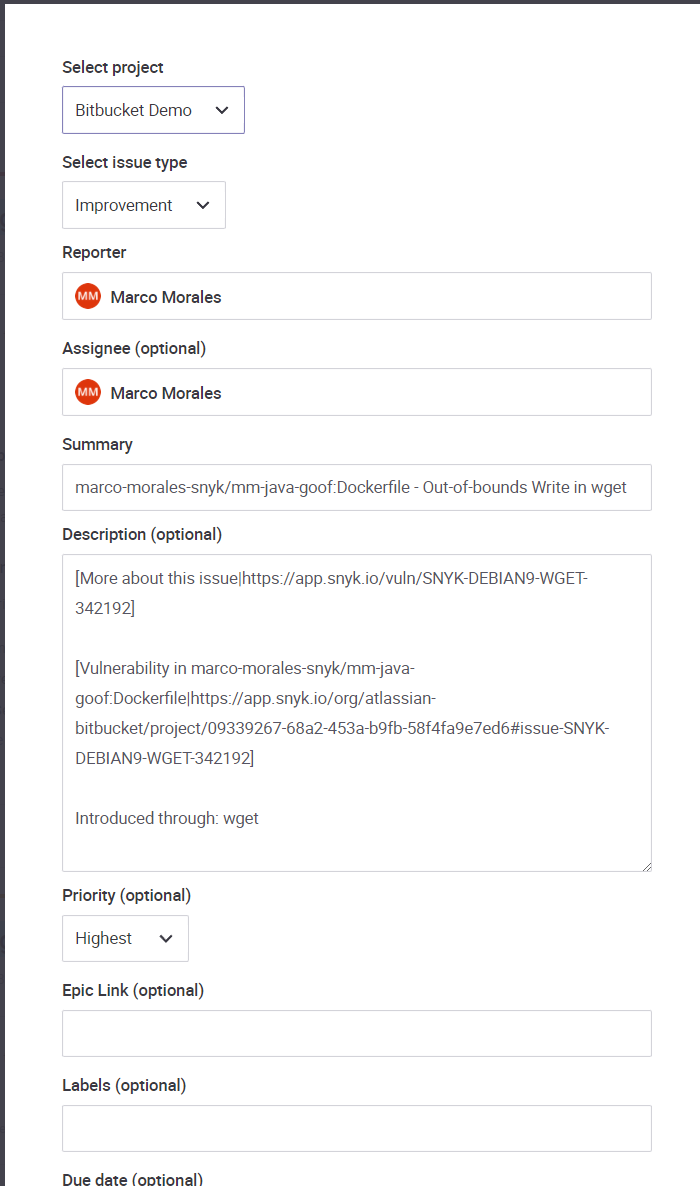 Select project
Bitbucket Demo
Select issue type
Improvement
Reporter
MM Marco Morales
Assignee (optional)
MM Marco Morales
Summary
marco-morales-snyk/mm-java-goof:Dockerfile - Out-of-bounds Write in wget
Description (optional)
[More about this issue|https://app.snyk.io/vuln/SNYK-DEBIAN9-WGET-
342192]
[Vulnerability in marco-morales-snyk/mm-java-
goof:Dockerfile|https://app.snyk.io/org/atlassian-
bitbucket/project/09339267-68a2-453a-b9fb-58f4fa9e7ed6#issue-SNYK-
DEBIAN9-WGET-342192]
Introduced through: wget
Priority (optional)
Highest
Epic Link (optional)
Labels (optional)
Due date (optional)